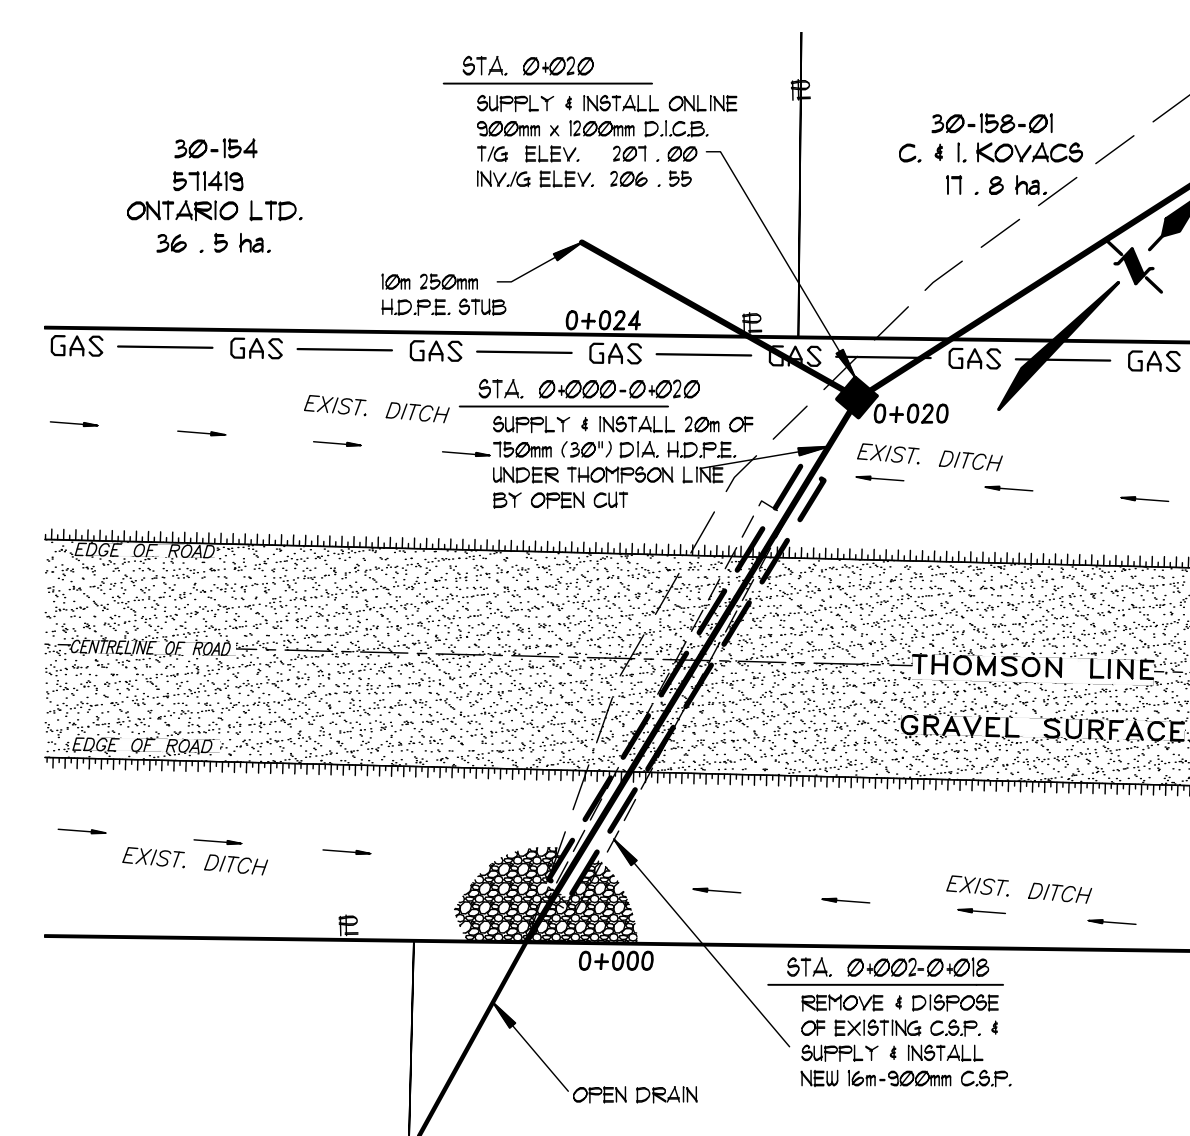 STA. 0+020
SUPPLY & INSTALL ONLINE
900mm x 1200mm D.I.C.B.
T/G ELEV. 207.00
INV./G ELEV. 206.55
30-154
571419
ONTARIO LTD.
36.5 ha.
30-158-01
C. & I. KOVACS
17.8 ha.
10m 250mm
H.D.P.E. STUB
0+024
GAS GAS GAS GAS GAS GAS GAS
STA. 0+000-0+020
SUPPLY & INSTALL 20m OF
750mm (30") DIA. H.D.P.E.
UNDER THOMPSON LINE
BY OPEN CUT
EXIST. DITCH
0+020
EXIST. DITCH
EDGE OF ROAD
CENTRELINE OF ROAD
THOMSON LINE
GRAVEL SURFACE
EDGE OF ROAD
EXIST. DITCH
EXIST. DITCH
0+000
STA. 0+002-0+018
REMOVE & DISPOSE
OF EXISTING C.S.P. &
SUPPLY & INSTALL
NEW 16m-900mm C.S.P.
OPEN DRAIN